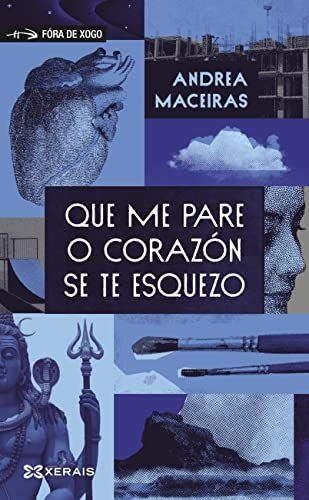 FÓRA DE XOGO
ANDREA
MACEIRAS
QUE ME PARE
O CORAZÓN
SE TE ESQUEZO
XERAIS